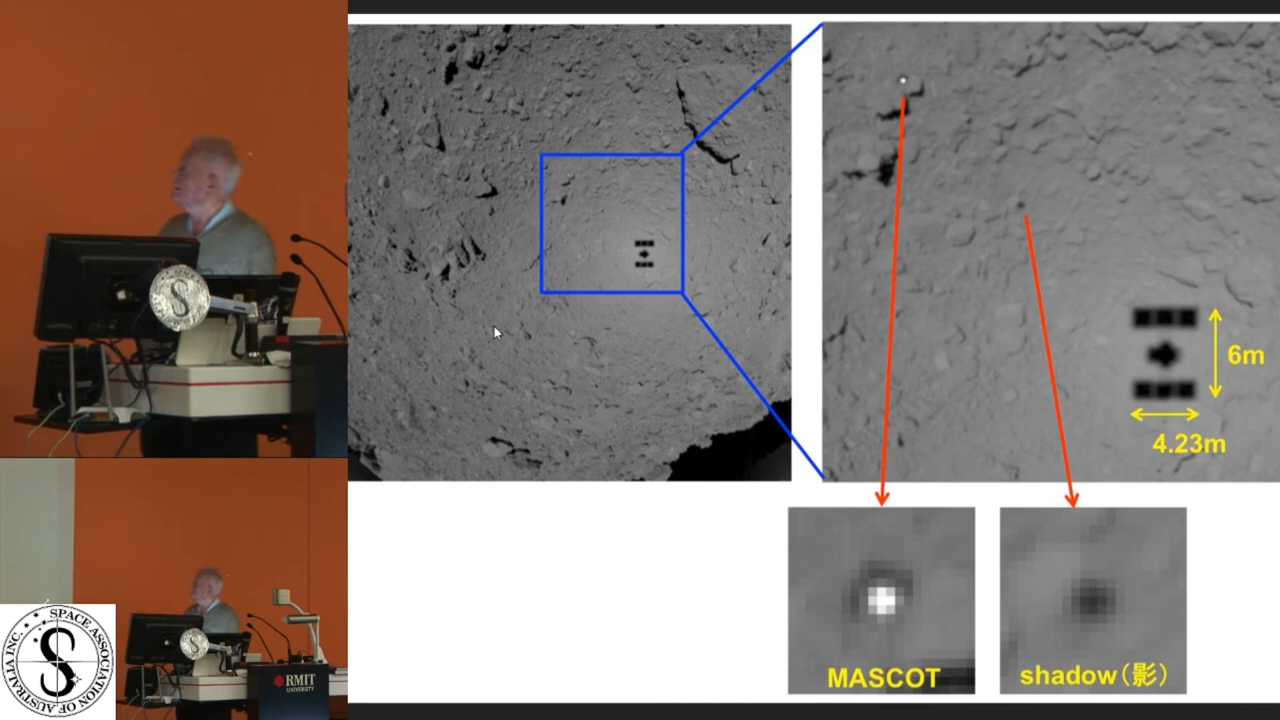 6m
4.23m
MASCOT
shadow(影)
SPACE ASSOCIATION OF AUSTRALIA INC.
S
RMIT
UNIVERSITY